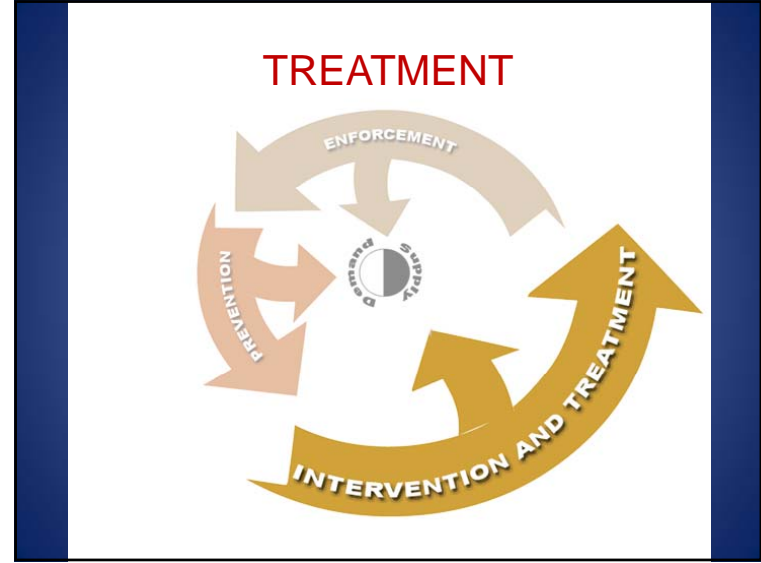 TREATMENT
ENFORCEMENT
Demand
Supply
PREVENTION
INTERVENTION AND TREATMENT